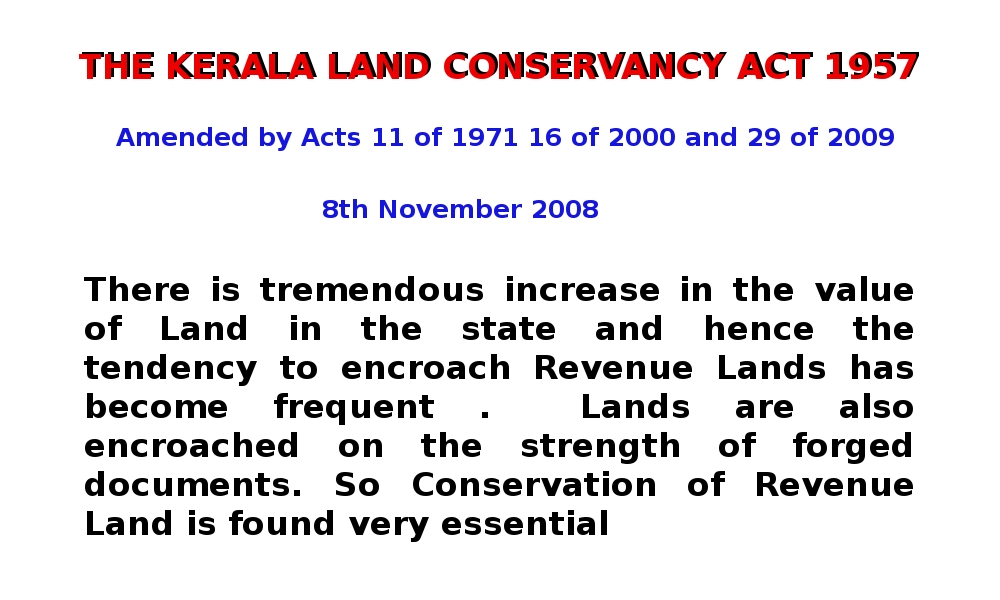 THE KERALA LAND CONSERVANCY ACT 1957
Amended by Acts 11 of 1971 16 of 2000 and 29 of 2009
8th November 2008
There is tremendous increase in the value
of Land in the state and hence the
tendency to encroach Revenue Lands has
become frequent . Lands are also
encroached on the strength of forged
documents. So Conservation of Revenue
Land is found very essential